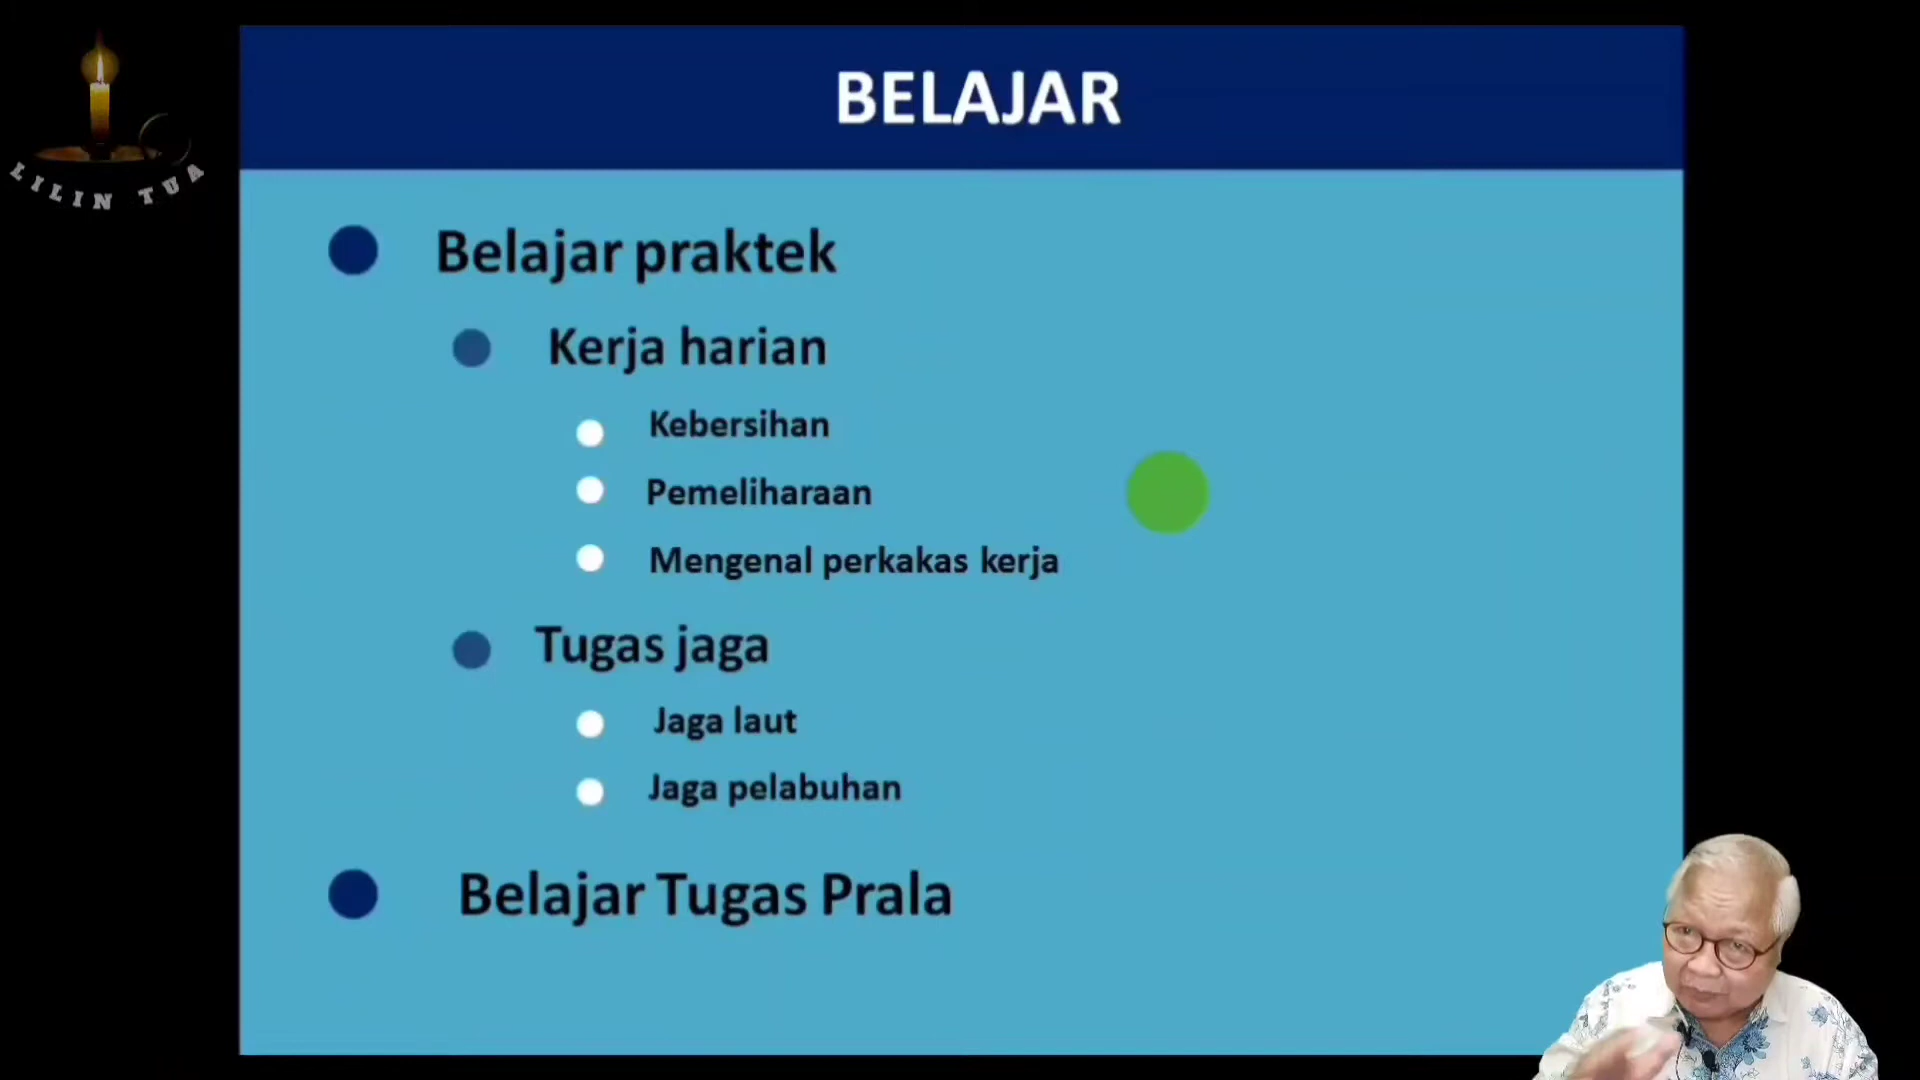 LILIN TUA
BELAJAR
Belajar praktek
Kerja harian
Kebersihan
Pemeliharaan
Mengenal perkakas kerja
Tugas jaga
Jaga laut
Jaga pelabuhan
Belajar Tugas Prala